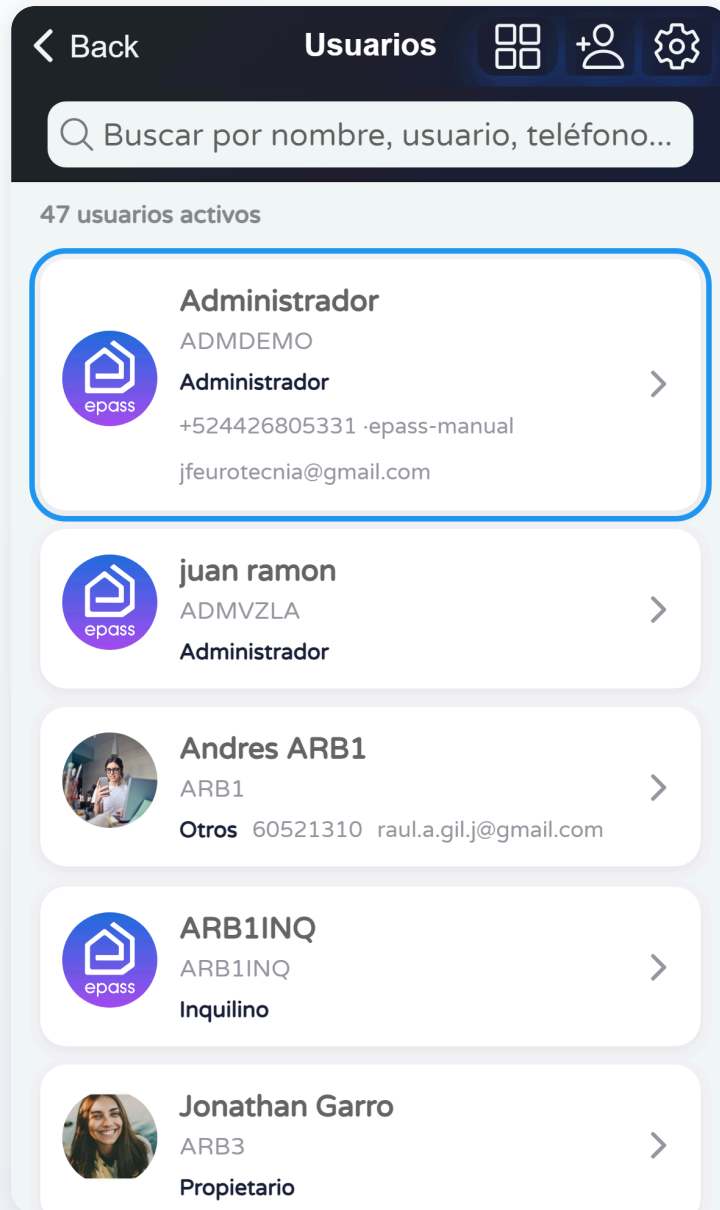 Back
Usuarios
Buscar por nombre, usuario, teléfono...
47 usuarios activos
Administrador
ADMDEMO
Administrador
+524426805331 ·epass-manual
jfeurotecnia@gmail.com
epass
juan ramon
ADMVZLA
Administrador
epass
Andres ARB1
ARB1
Otros 60521310 raul.a.gil.j@gmail.com
ARB1INQ
ARB1INQ
Inquilino
epass
Jonathan Garro
ARB3
Propietario